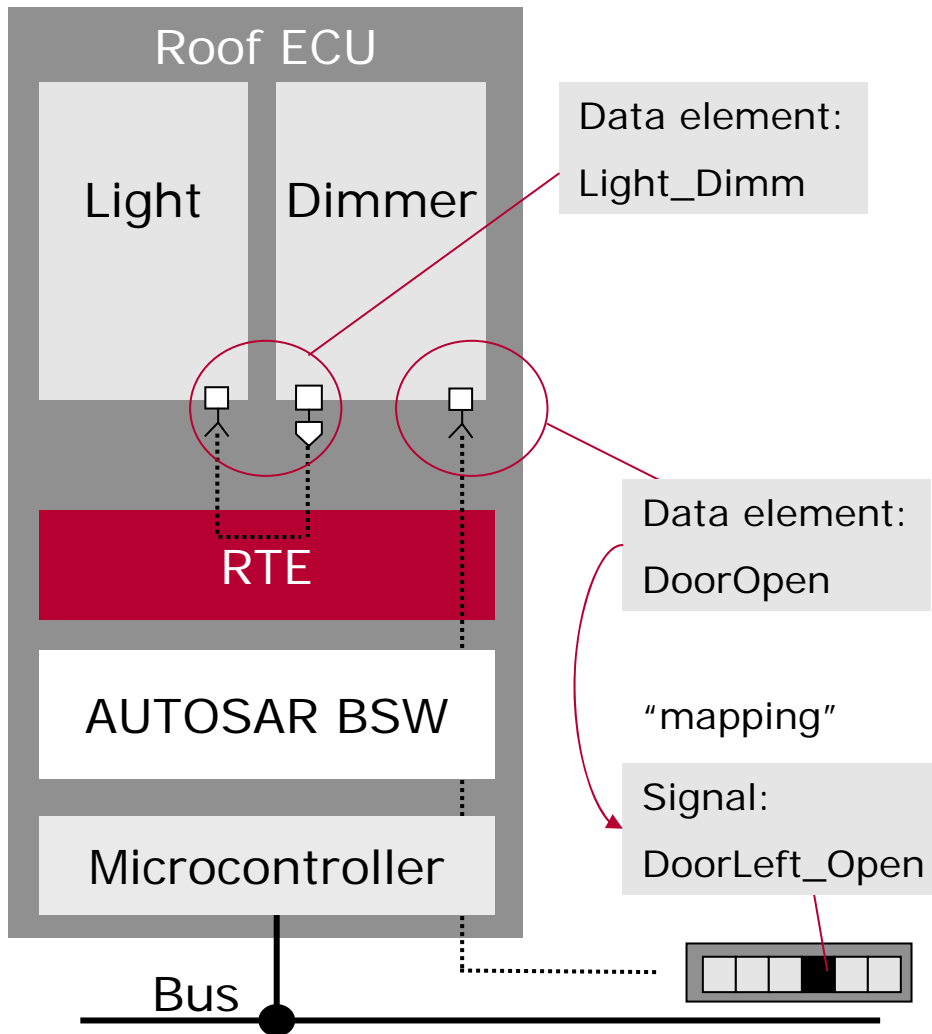 Roof ECU
Light
Dimmer
Data element:
Light_Dimm
RTE
Data element:
DoorOpen
AUTOSAR BSW
“mapping”
Signal:
DoorLeft_Open
Microcontroller
Bus